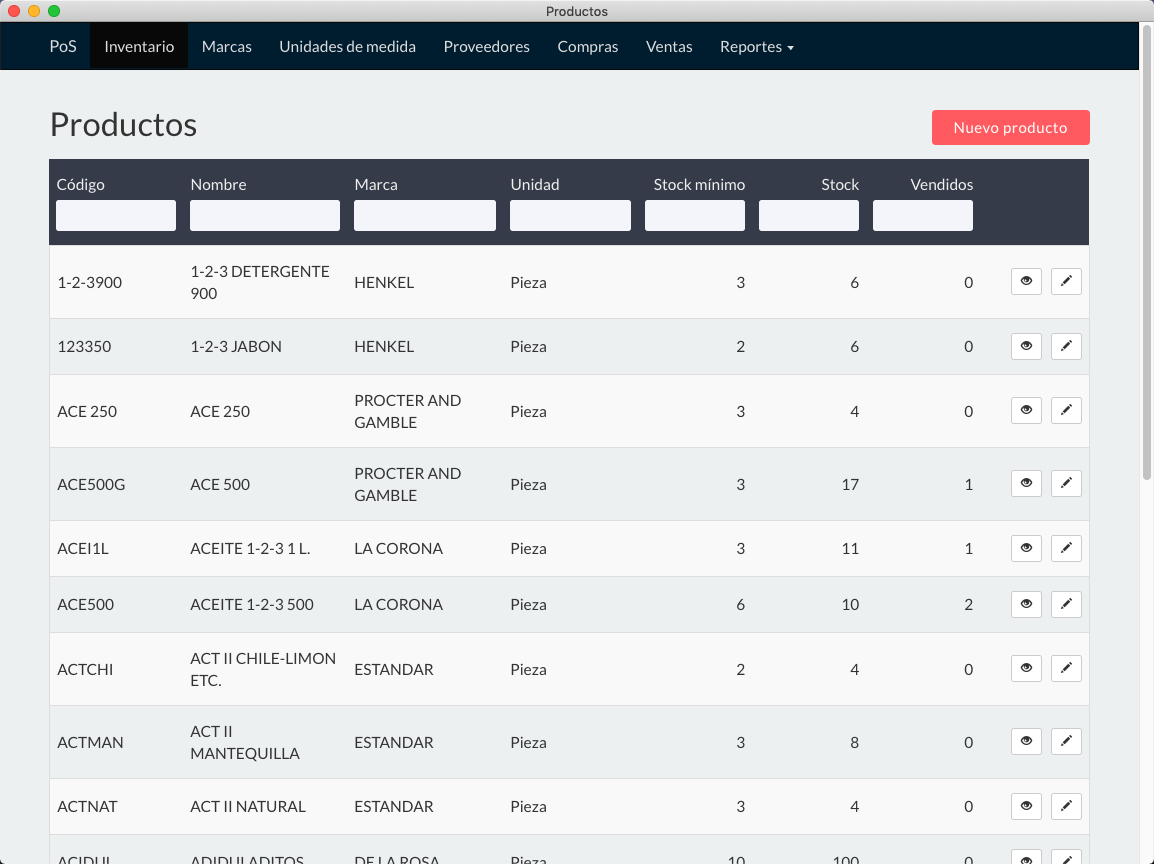 Productos
PoS Inventario Marcas Unidades de medida Proveedores Compras Ventas Reportes
Productos
Nuevo producto
Código Nombre Marca Unidad Stock mínimo Stock Vendidos
1-2-3900 1-2-3 DETERGENTE 900 HENKEL Pieza 3 6 0
123350 1-2-3 JABON HENKEL Pieza 2 6 0
ACE 250 ACE 250 PROCTER AND GAMBLE Pieza 3 4 0
ACE500G ACE 500 PROCTER AND GAMBLE Pieza 3 17 1
ACEI1L ACEITE 1-2-3 1 L. LA CORONA Pieza 3 11 1
ACE500 ACEITE 1-2-3 500 LA CORONA Pieza 6 10 2
ACTCHI ACT II CHILE-LIMON ETC. ESTANDAR Pieza 2 4 0
ACTMAN ACT II MANTEQUILLA ESTANDAR Pieza 3 8 0
ACTNAT ACT II NATURAL ESTANDAR Pieza 3 4 0
ACIDUL ADIDULADITOS DE LA ROSA Pieza 10 100 0